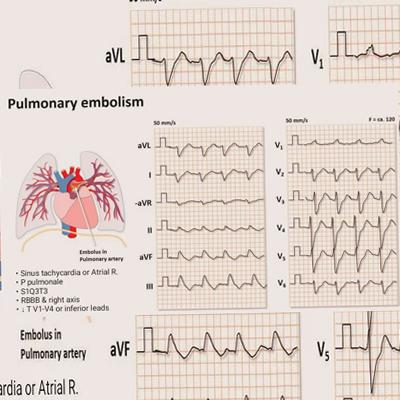 50 mm/s
aVL
V1
Pulmonary embolism
50 mm/s
50 mm/s F = ca. 120
aVL
I
-aVR
II
aVF
III
V1
V2
V3
V4
V5
V6
Embolus in
Pulmonary artery
• Sinus tachycardia or Atrial R.
• P pulmonale
• S1Q3T3
• RBBB & right axis
• ↓ T V1-V4 or inferior leads
Embolus in
Pulmonary artery
aVF
V5
ardia or Atrial R.